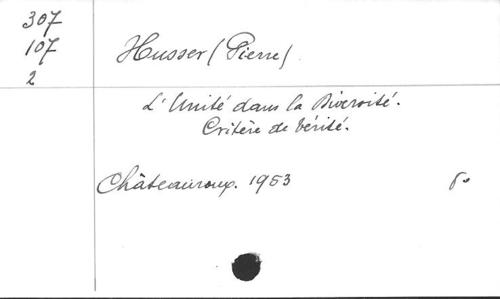 307
107
2
Husser (Pierre)
L'Unité dans la Diversité.
Critère de Vérité.
Châteauroux. 1953
8°